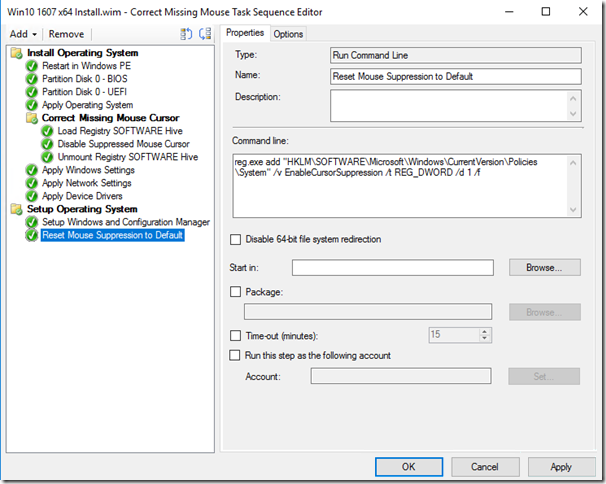 Win10 1607 x64 Install.wim - Correct Missing Mouse Task Sequence Editor
Add
Remove
Install Operating System
Restart in Windows PE
Partition Disk 0 - BIOS
Partition Disk 0 - UEFI
Apply Operating System
Correct Missing Mouse Cursor
Load Registry SOFTWARE Hive
Disable Suppressed Mouse Cursor
Unmount Registry SOFTWARE Hive
Apply Windows Settings
Apply Network Settings
Apply Device Drivers
Setup Operating System
Setup Windows and Configuration Manager
Reset Mouse Suppression to Default
Properties
Options
Type:
Run Command Line
Name:
Reset Mouse Suppression to Default
Description:
Command line:
reg.exe add "HKLM\SOFTWARE\Microsoft\Windows\CurrentVersion\Policies
\System" /v EnableCursorSuppression /t REG_DWORD /d 1 /f
Disable 64-bit file system redirection
Start in:
Browse...
Package:
Browse...
Time-out (minutes):
15
Run this step as the following account
Account:
Set...
OK
Cancel
Apply